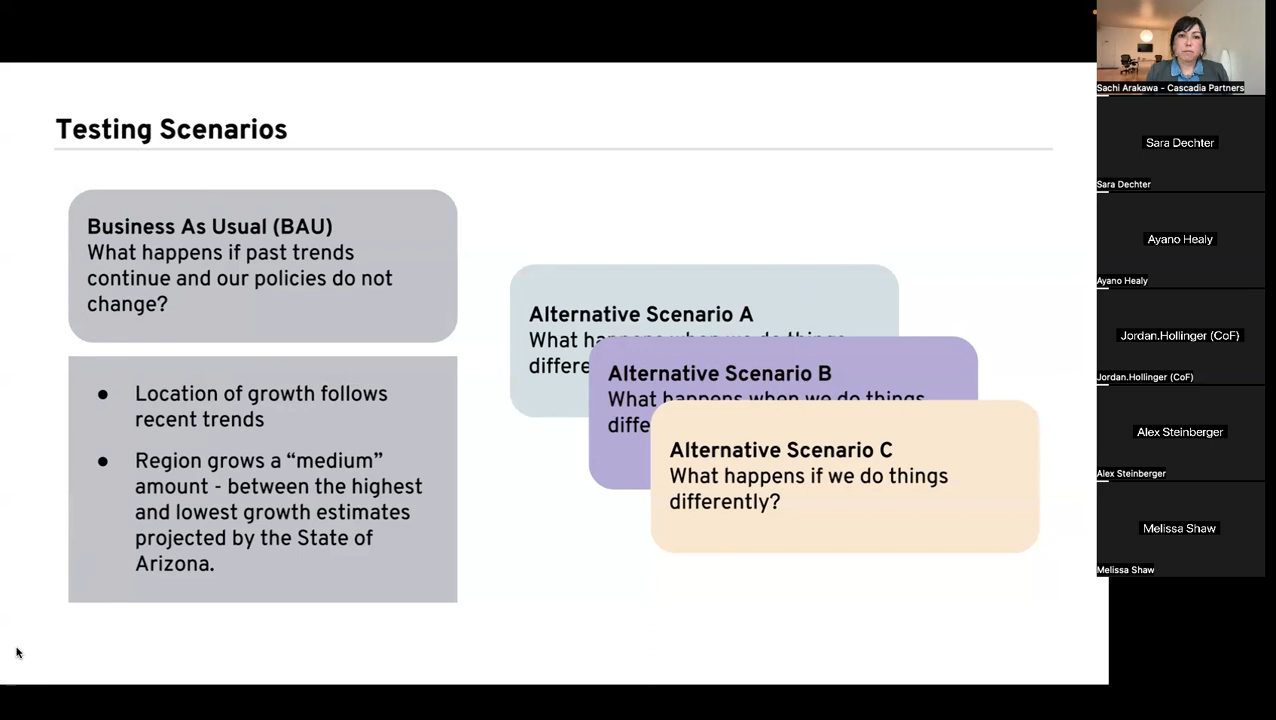 Testing Scenarios
Business As Usual (BAU)
What happens if past trends
continue and our policies do not
change?
● Location of growth follows
recent trends
● Region grows a “medium”
amount - between the highest
and lowest growth estimates
projected by the State of
Arizona.
Alternative Scenario A
What happens when we do things
differe
Alternative Scenario B
What happens when we do things
diffe
Alternative Scenario C
What happens if we do things
differently?
Sachi Arakawa - Cascadia Partners
Sara Dechter
Sara Dechter
Ayano Healy
Ayano Healy
Jordan.Hollinger (CoF)
Jordan.Hollinger (CoF)
Alex Steinberger
Alex Steinberger
Melissa Shaw
Melissa Shaw